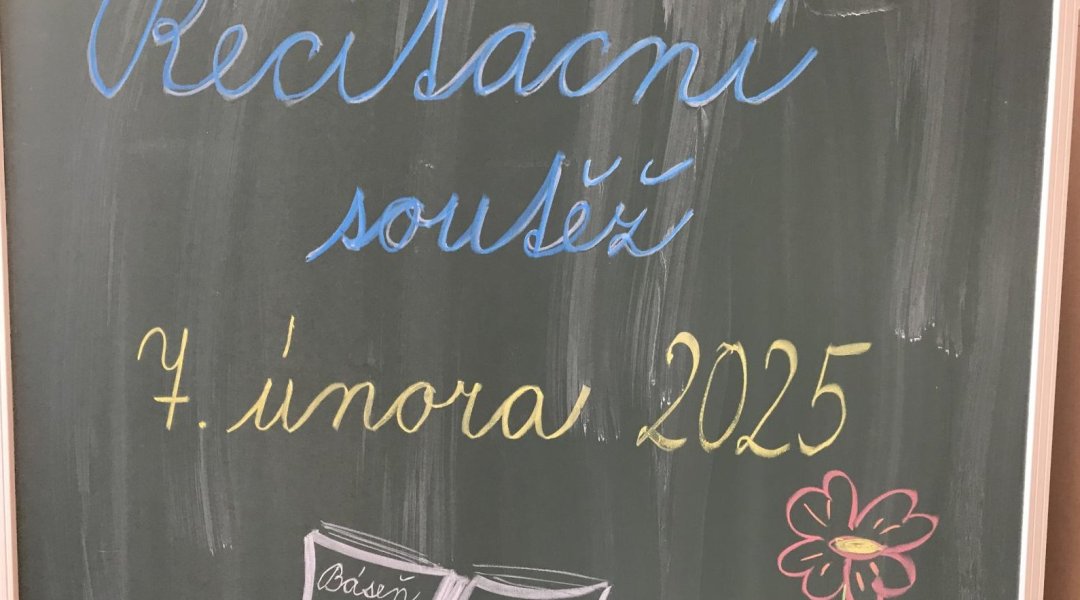 Recitační
soutěž
7. února 2025
Báseň